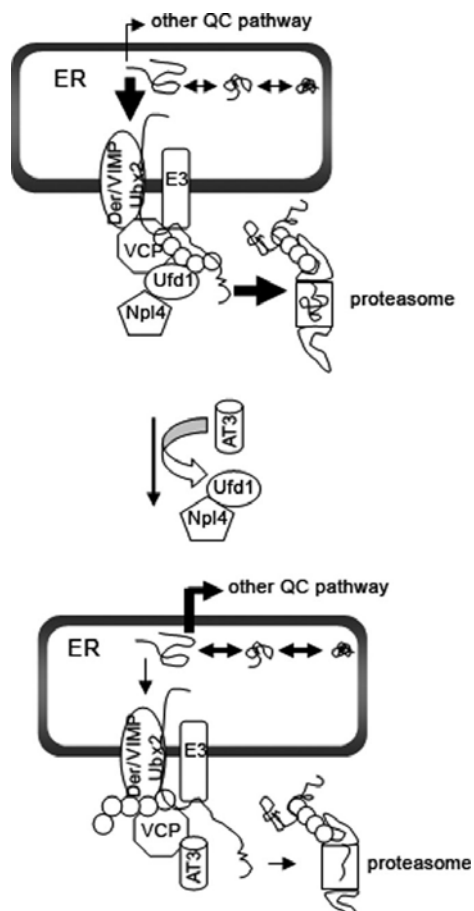 other QC pathway
ER
Der/VIMP
Ubx2
E3
VCP
Ufd1
Npl4
proteasome
AT3
Ufd1
Npl4
other QC pathway
ER
Der/VIMP
Ubx2
E3
VCP
AT3
proteasome